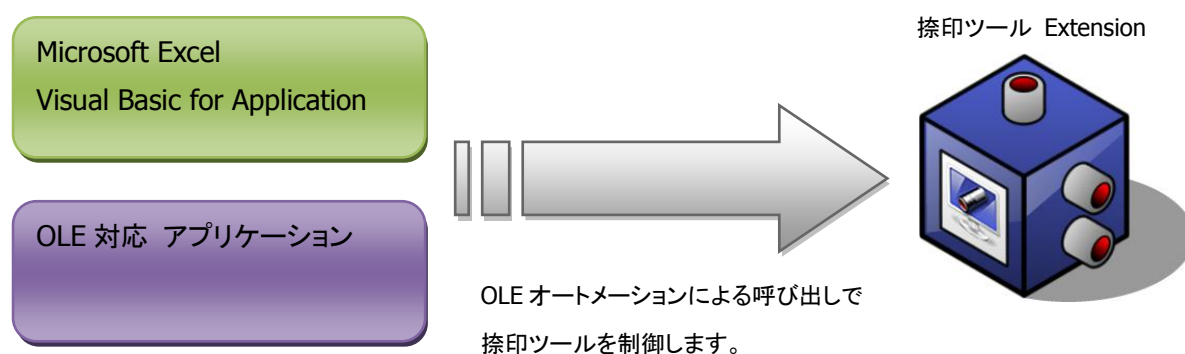 Microsoft Excel
Visual Basic for Application
OLE 対応 アプリケーション
OLE オートメーションによる呼び出しで
捺印ツールを制御します。
捺印ツール Extension